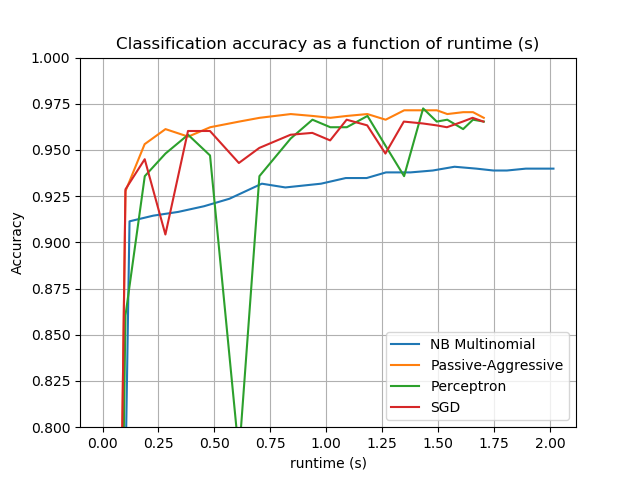 Classification accuracy as a function of runtime (s)
1.000
0.975
0.950
0.925
0.900
0.875
0.850
0.825
0.800
Accuracy
NB Multinomial
Passive-Aggressive
Perceptron
SGD
0.00 0.25 0.50 0.75 1.00 1.25 1.50 1.75 2.00
runtime (s)